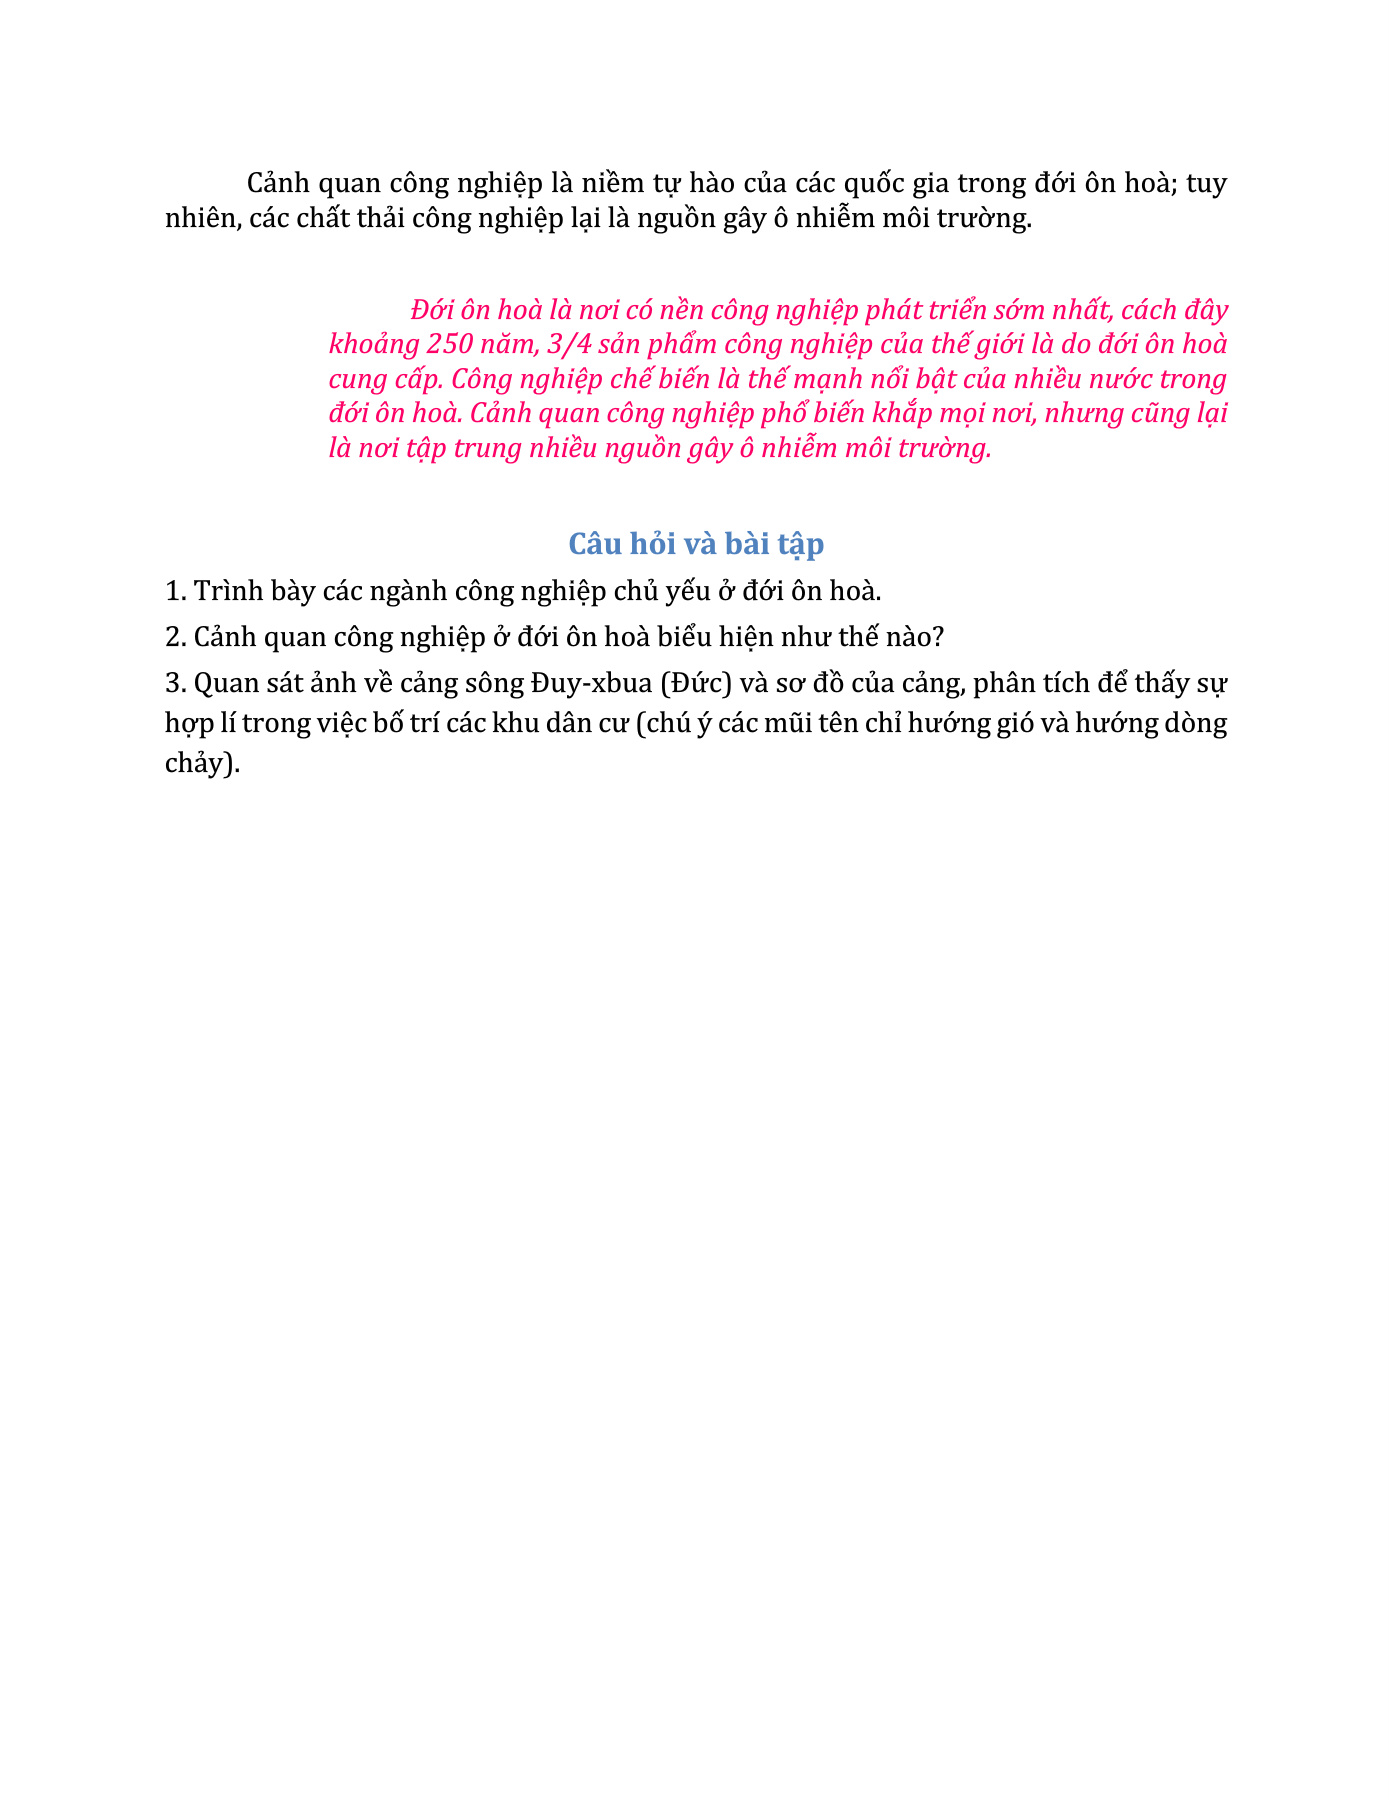 Cảnh quan công nghiệp là niềm tự hào của các quốc gia trong đới ôn hoà; tuy
nhiên, các chất thải công nghiệp lại là nguồn gây ô nhiễm môi trường.
Đới ôn hoà là nơi có nền công nghiệp phát triển sớm nhất, cách đây
khoảng 250 năm, 3/4 sản phẩm công nghiệp của thế giới là do đới ôn hoà
cung cấp. Công nghiệp chế biến là thế mạnh nổi bật của nhiều nước trong
đới ôn hoà. Cảnh quan công nghiệp phổ biến khắp mọi nơi, nhưng cũng lại
là nơi tập trung nhiều nguồn gây ô nhiễm môi trường.
Câu hỏi và bài tập
1. Trình bày các ngành công nghiệp chủ yếu ở đới ôn hoà.
2. Cảnh quan công nghiệp ở đới ôn hoà biểu hiện như thế nào?
3. Quan sát ảnh về cảng sông Đuy-xbua (Đức) và sơ đồ của cảng, phân tích để thấy sự
hợp lí trong việc bố trí các khu dân cư (chú ý các mũi tên chỉ hướng gió và hướng dòng
chảy).